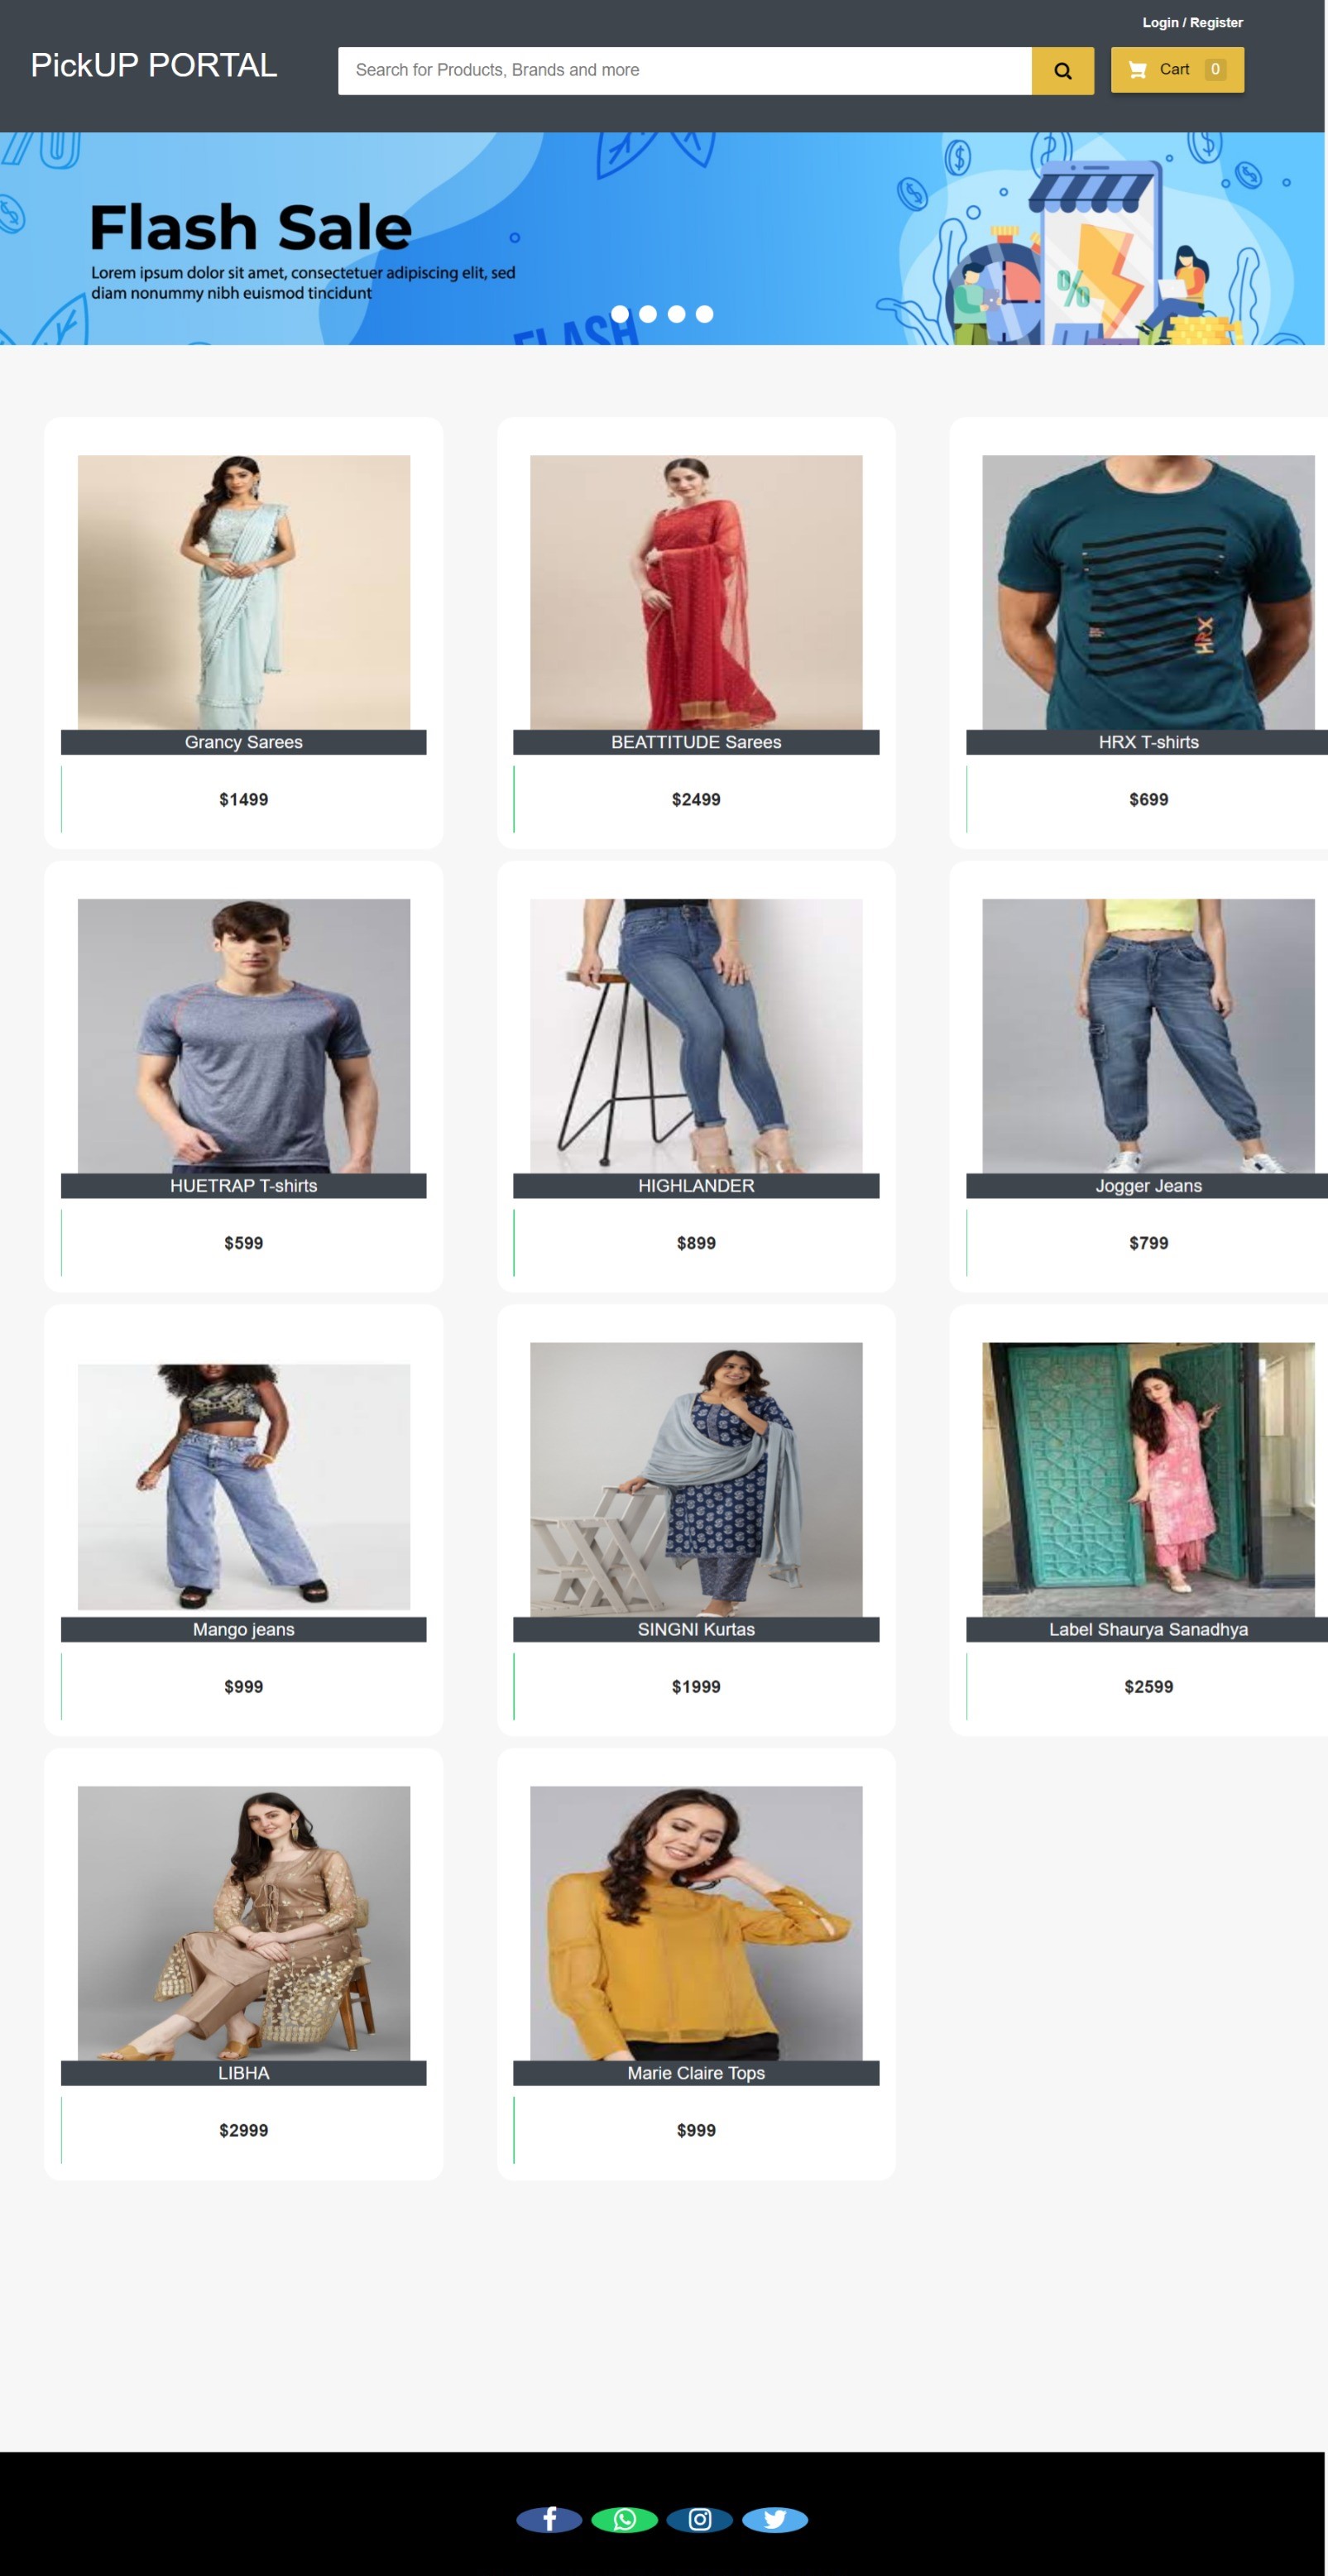 Login / Register
PickUP PORTAL
Search for Products, Brands and more
Cart 0
Flash Sale
Lorem ipsum dolor sit amet, consectetuer adipiscing elit, sed
diam nonummy nibh euismod tincidunt
%
FLASH
HRX
Grancy Sarees
BEATTITUDE Sarees
HRX T-shirts
$1499
$2499
$699
HUETRAP T-shirts
HIGHLANDER
Jogger Jeans
$599
$899
$799
Mango jeans
SINGNI Kurtas
Label Shaurya Sanadhya
$999
$1999
$2599
LIBHA
Marie Claire Tops
$2999
$999